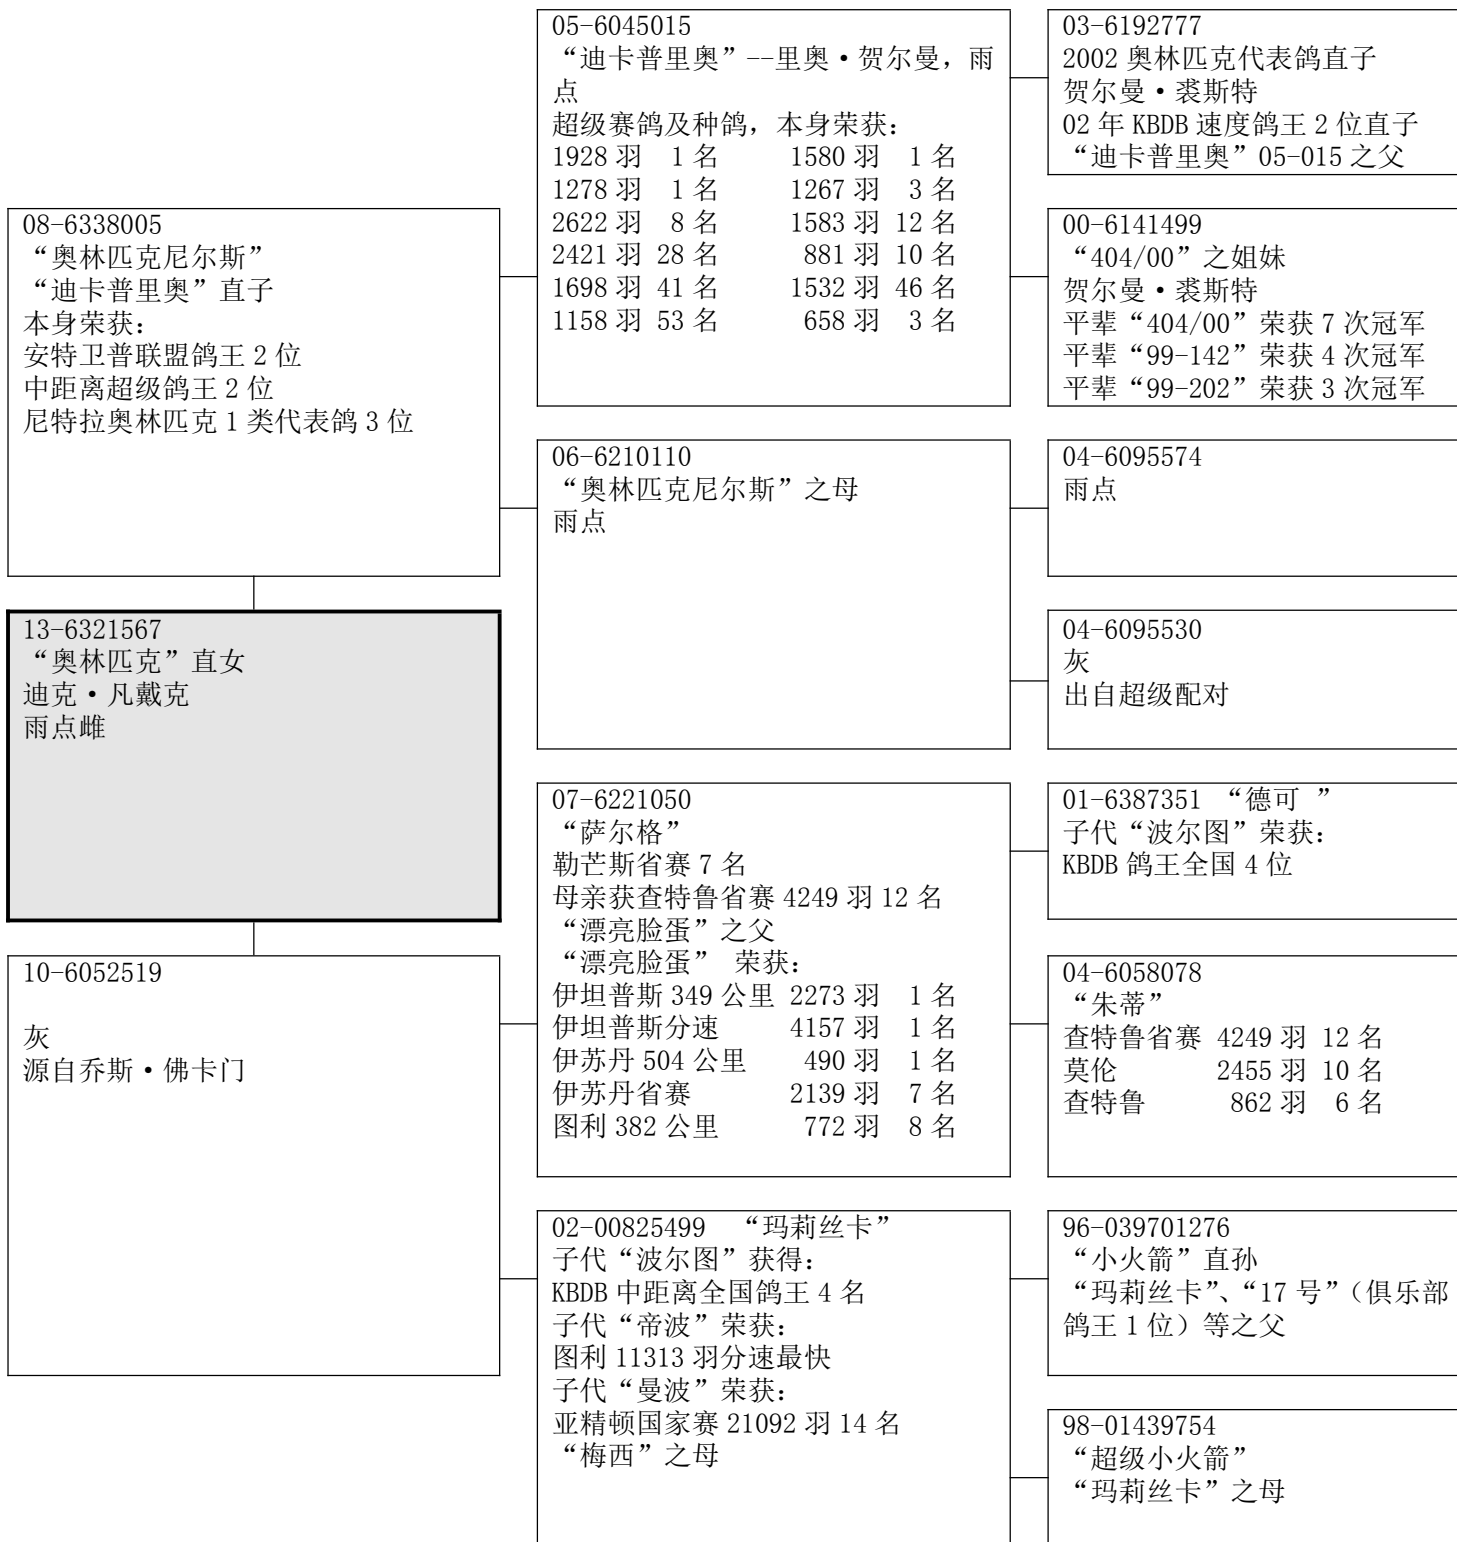 08-6338005
“奥林匹克尼尔斯”
“迪卡普里奥”直子
本身荣获：
安特卫普联盟鸽王 2 位
中距离超级鸽王 2 位
尼特拉奥林匹克 1 类代表鸽 3 位
13-6321567
“奥林匹克”直女
迪克·凡戴克
雨点雌
10-6052519
灰
源自乔斯·佛卡门
05-6045015
“迪卡普里奥”--里奥·贺尔曼，雨
点
超级赛鸽及种鸽，本身荣获：
1928 羽 1 名 1580 羽 1 名
1278 羽 1 名 1267 羽 3 名
2622 羽 8 名 1583 羽 12 名
2421 羽 28 名 881 羽 10 名
1698 羽 41 名 1532 羽 46 名
1158 羽 53 名 658 羽 3 名
06-6210110
“奥林匹克尼尔斯”之母
雨点
07-6221050
“萨尔格”
勒芒斯省赛 7 名
母亲获查特鲁省赛 4249 羽 12 名
“漂亮脸蛋”之父
“漂亮脸蛋” 荣获：
伊坦普斯 349 公里 2273 羽 1 名
伊坦普斯分速 4157 羽 1 名
伊苏丹 504 公里 490 羽 1 名
伊苏丹省赛 2139 羽 7 名
图利 382 公里 772 羽 8 名
02-00825499 “玛莉丝卡”
子代“波尔图”获得：
KBDB 中距离全国鸽王 4 名
子代“帝波”荣获：
图利 11313 羽分速最快
子代“曼波”荣获：
亚精顿国家赛 21092 羽 14 名
“梅西”之母
03-6192777
2002 奥林匹克代表鸽直子
贺尔曼·裘斯特
02 年 KBDB 速度鸽王 2 位直子
“迪卡普里奥”05-015 之父
00-6141499
“404/00”之姐妹
贺尔曼·裘斯特
平辈“404/00”荣获 7 次冠军
平辈“99-142”荣获 4 次冠军
平辈“99-202”荣获 3 次冠军
04-6095574
雨点
04-6095530
灰
出自超级配对
01-6387351 “德可 ”
子代“波尔图”荣获：
KBDB 鸽王全国 4 位
04-6058078
“朱蒂”
查特鲁省赛 4249 羽 12 名
莫伦 2455 羽 10 名
查特鲁 862 羽 6 名
96-039701276
“小火箭”直孙
“玛莉丝卡”、“17 号”（俱乐部
鸽王 1 位）等之父
98-01439754
“超级小火箭”
“玛莉丝卡”之母